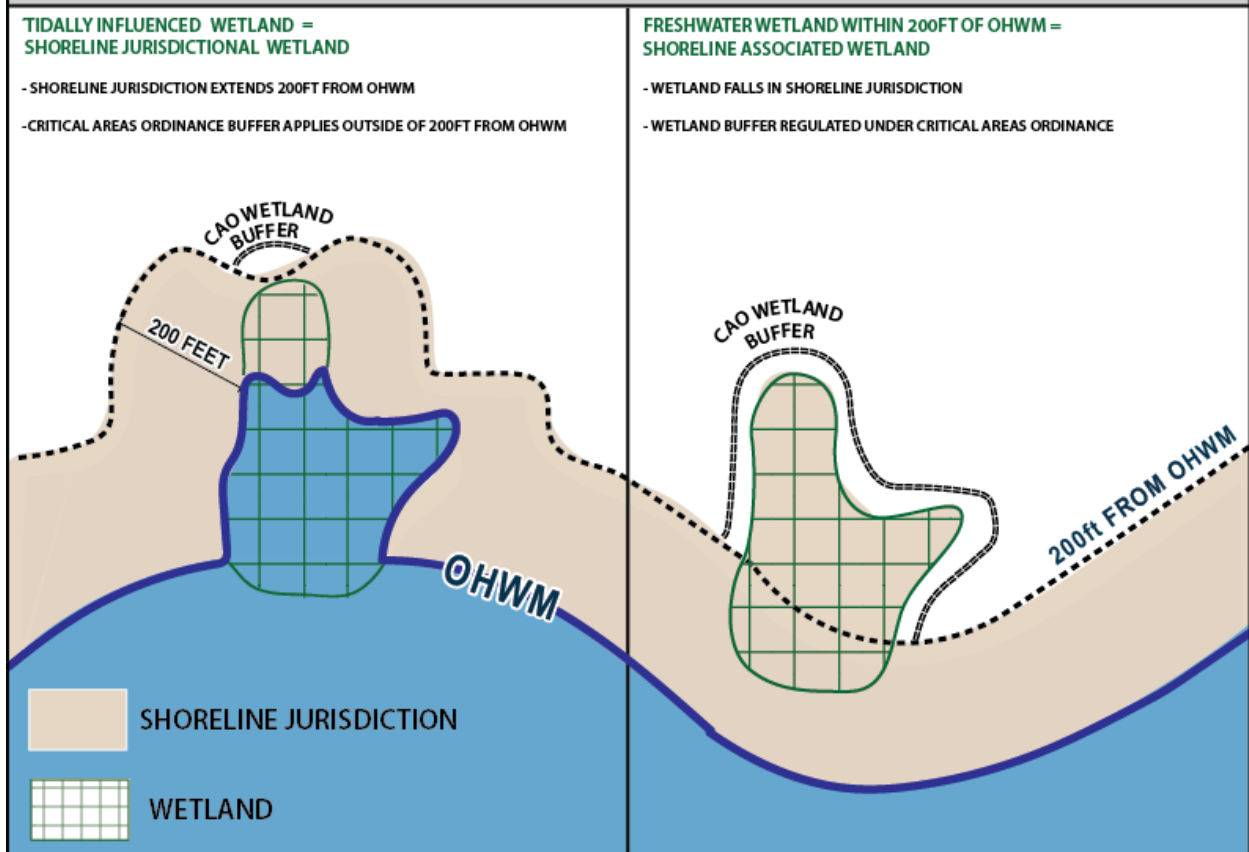 TIDALLY INFLUENCED WETLAND =
SHORELINE JURISDICTIONAL WETLAND
- SHORELINE JURISDICTION EXTENDS 200FT FROM OHWM
-CRITICAL AREAS ORDINANCE BUFFER APPLIES OUTSIDE OF 200FT FROM OHWM
CAO WETLAND
BUFFER
200 FEET
OHWM
SHORELINE JURISDICTION
WETLAND
FRESHWATER WETLAND WITHIN 200FT OF OHWM =
SHORELINE ASSOCIATED WETLAND
- WETLAND FALLS IN SHORELINE JURISDICTION
- WETLAND BUFFER REGULATED UNDER CRITICAL AREAS ORDINANCE
CAO WETLAND
BUFFER
200ft FROM OHWM